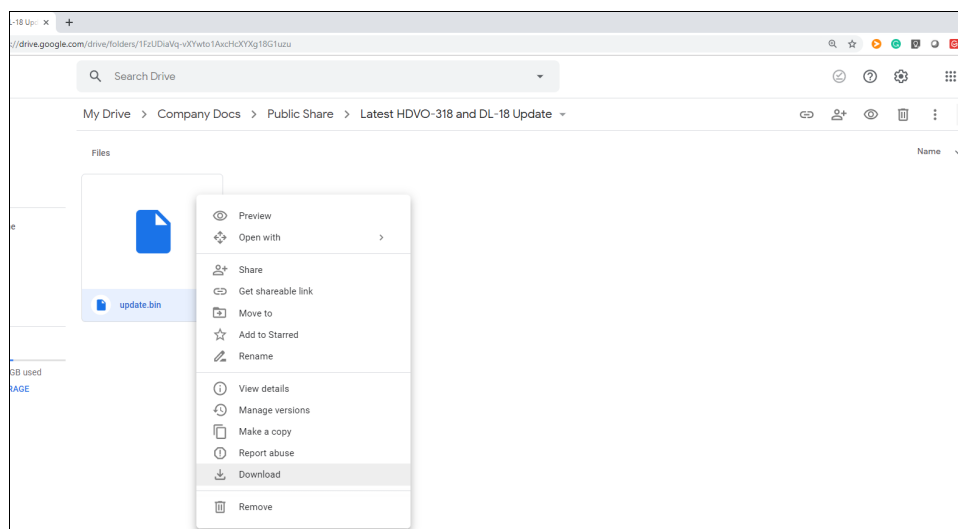 -18 Upd
://drive.google.com/drive/folders/1FzUDiaVq-vXYwto1AxcHcXYXg18G1uzu
Search Drive
My Drive > Company Docs > Public Share > Latest HDVO-318 and DL-18 Update
Files
Name
Preview
Open with
Share
Get shareable link
update.bin
Move to
Add to Starred
Rename
GB used
RAGE
View details
Manage versions
Make a copy
Report abuse
Download
Remove